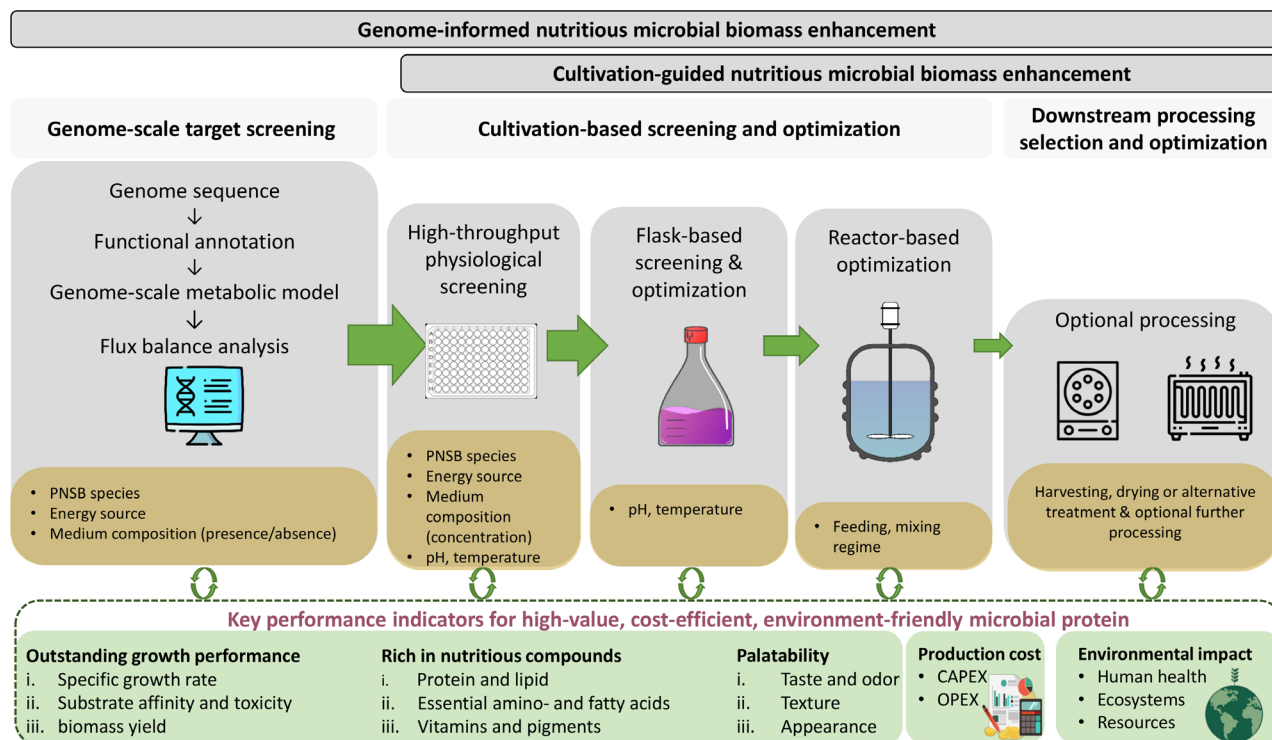 Genome-informed nutritious microbial biomass enhancement
Cultivation-guided nutritious microbial biomass enhancement
Genome-scale target screening
Cultivation-based screening and optimization
Downstream processing
selection and optimization
Genome sequence
↓
Functional annotation
↓
Genome-scale metabolic model
↓
Flux balance analysis
• PNSB species
• Energy source
• Medium composition (presence/absence)
High-throughput
physiological
screening
A
B
C
D
E
F
G
H
• PNSB species
• Energy source
• Medium
composition
(concentration)
• pH, temperature
Flask-based
screening &
optimization
• pH, temperature
Reactor-based
optimization
• Feeding, mixing
regime
Optional processing
Harvesting, drying or alternative
treatment & optional further
processing
Key performance indicators for high-value, cost-efficient, environment-friendly microbial protein
Outstanding growth performance
i. Specific growth rate
ii. Substrate affinity and toxicity
iii. biomass yield
Rich in nutritious compounds
i. Protein and lipid
ii. Essential amino- and fatty acids
iii. Vitamins and pigments
Palatability
i. Taste and odor
ii. Texture
iii. Appearance
Production cost
• CAPEX
• OPEX
Environmental impact
• Human health
• Ecosystems
• Resources